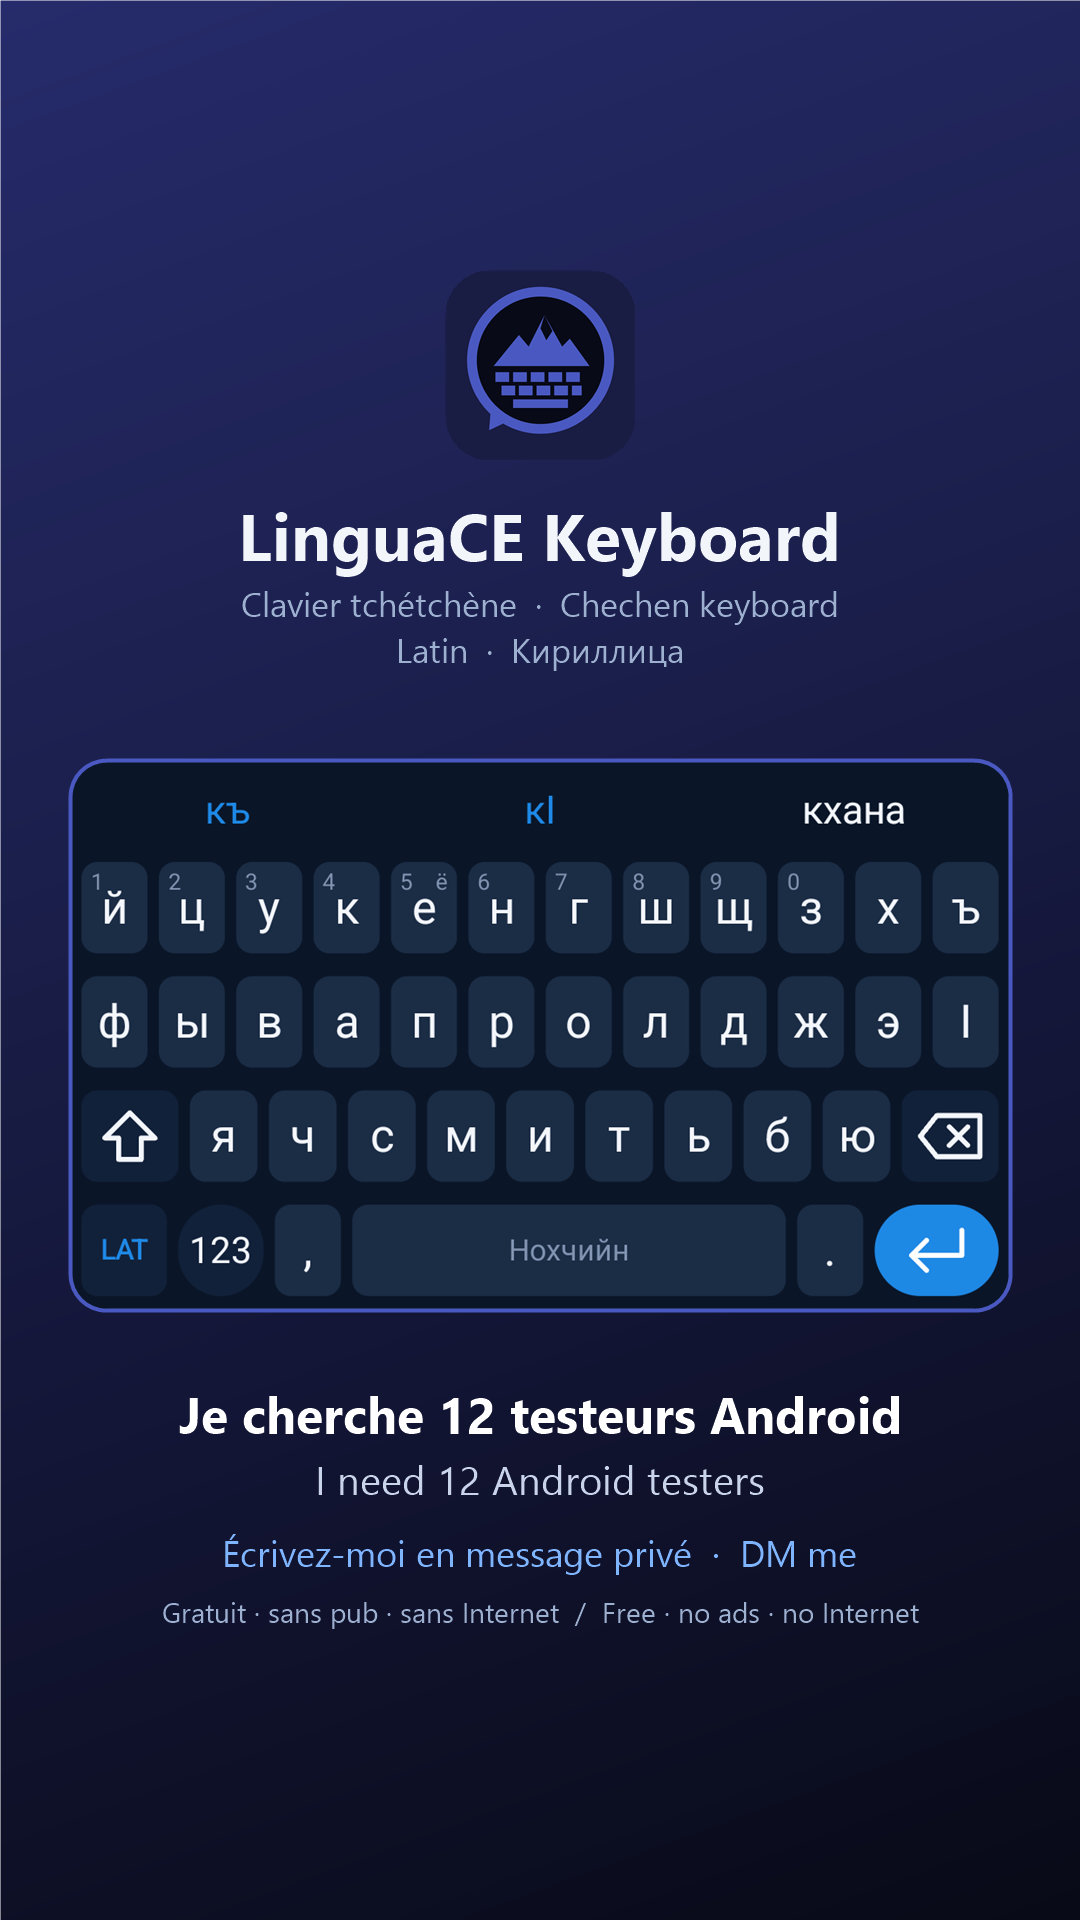 LinguaCE Keyboard
Clavier tchétchène · Chechen keyboard
Latin · Кириллица
къ кӀ кхана
1 й 2 ц 3 у 4 к 5 ё е 6 н 7 г 8 ш 9 щ 0 з х ъ
ф ы в а п р о л д ж э Ӏ
я ч с м и т ь б ю
LAT 123 , Нохчийн .
Je cherche 12 testeurs Android
I need 12 Android testers
Écrivez-moi en message privé · DM me
Gratuit · sans pub · sans Internet / Free · no ads · no Internet